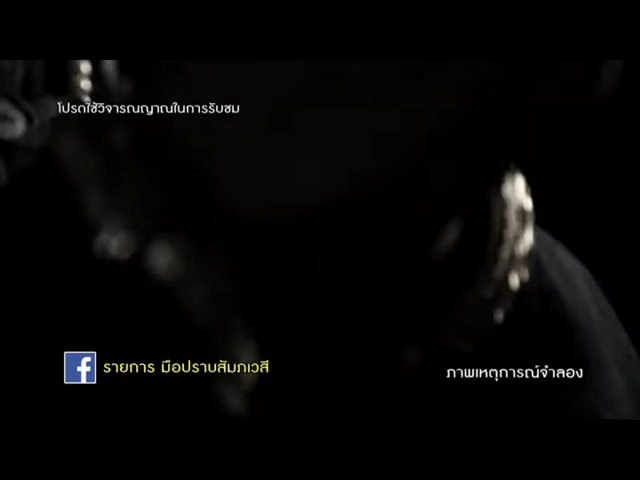 โปรดใช้วิจารณญาณในการรับชม
รายการ มือปราบสัมภเวสี
ภาพเหตุการณ์จำลอง